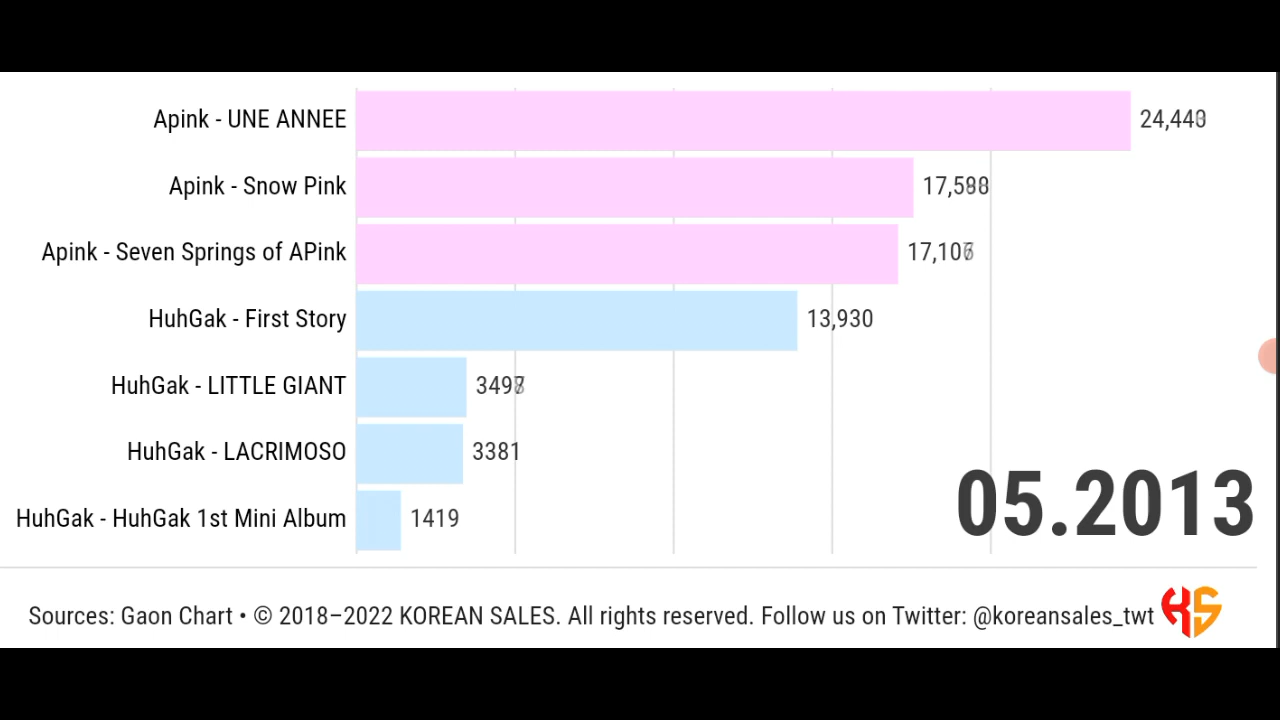 Apink - UNE ANNEE
Apink - Snow Pink
Apink - Seven Springs of APink
HuhGak - First Story 13,930
HuhGak - LITTLE GIANT
HuhGak - LACRIMOSO 3381
HuhGak - HuhGak 1st Mini Album 1419
05.2013
Sources: Gaon Chart • © 2018–2022 KOREAN SALES. All rights reserved. Follow us on Twitter: @koreansales_twt KS